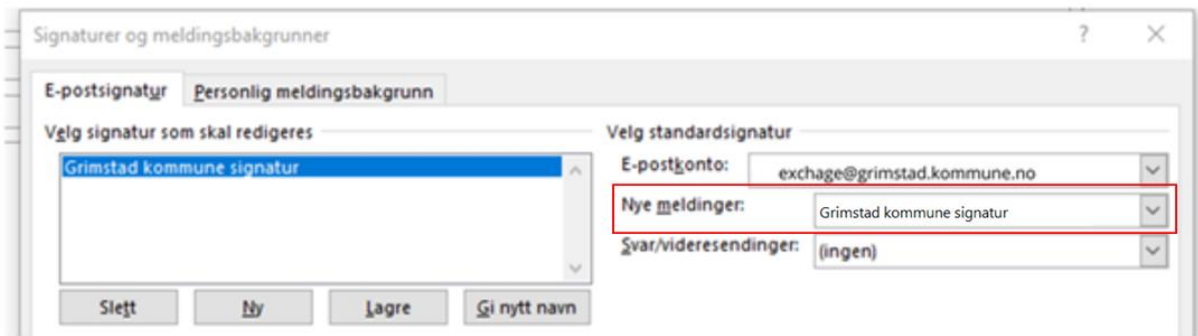 Signaturer og meldingsbakgrunner
E-postsignatur Personlig meldingsbakgrunn
Velg signatur som skal redigeres
Grimstad kommune signatur
Slett Ny Lagre Gi nytt navn
Velg standardsignatur
E-postkonto: exchage@grimstad.kommune.no
Nye meldinger: Grimstad kommune signatur
Svar/videresendinger: (ingen)